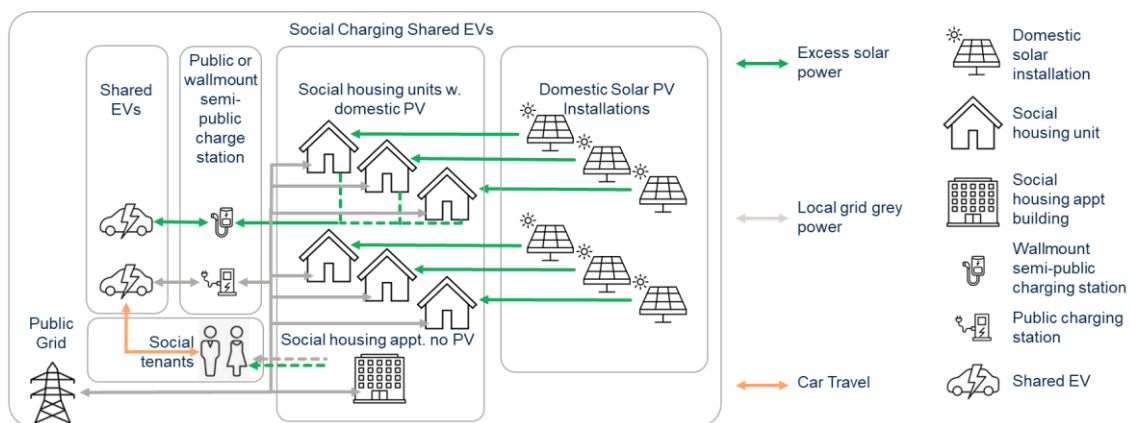 Social Charging Shared EVs
Shared
EVs
Public or
wallmount
semi-
public
charge
station
Social housing units w.
domestic PV
Domestic Solar PV
Installations
Public
Grid
Social
tenants
Social housing appt. no PV
Excess solar
power
Local grid grey
power
Car Travel
Domestic
solar
installation
Social
housing unit
Social
housing appt
building
Wallmount
semi-public
charging station
Public charging
station
Shared EV